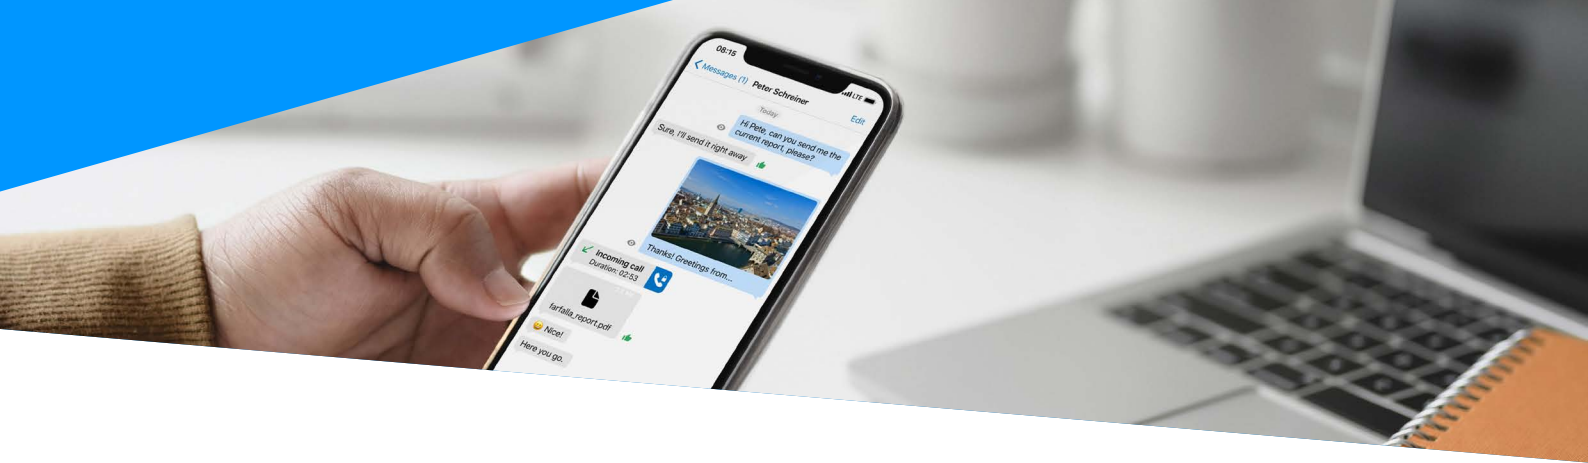 08:15
LTE
Messages (1) Peter Schreiner
Edit
Today
Hi Pete, can you send me the
current report, please?
Sure, I'll send it right away
Thanks! Greetings from...
Incoming call
Duration: 02:53
farfalla_report.pdf
Nice!
Here you go.